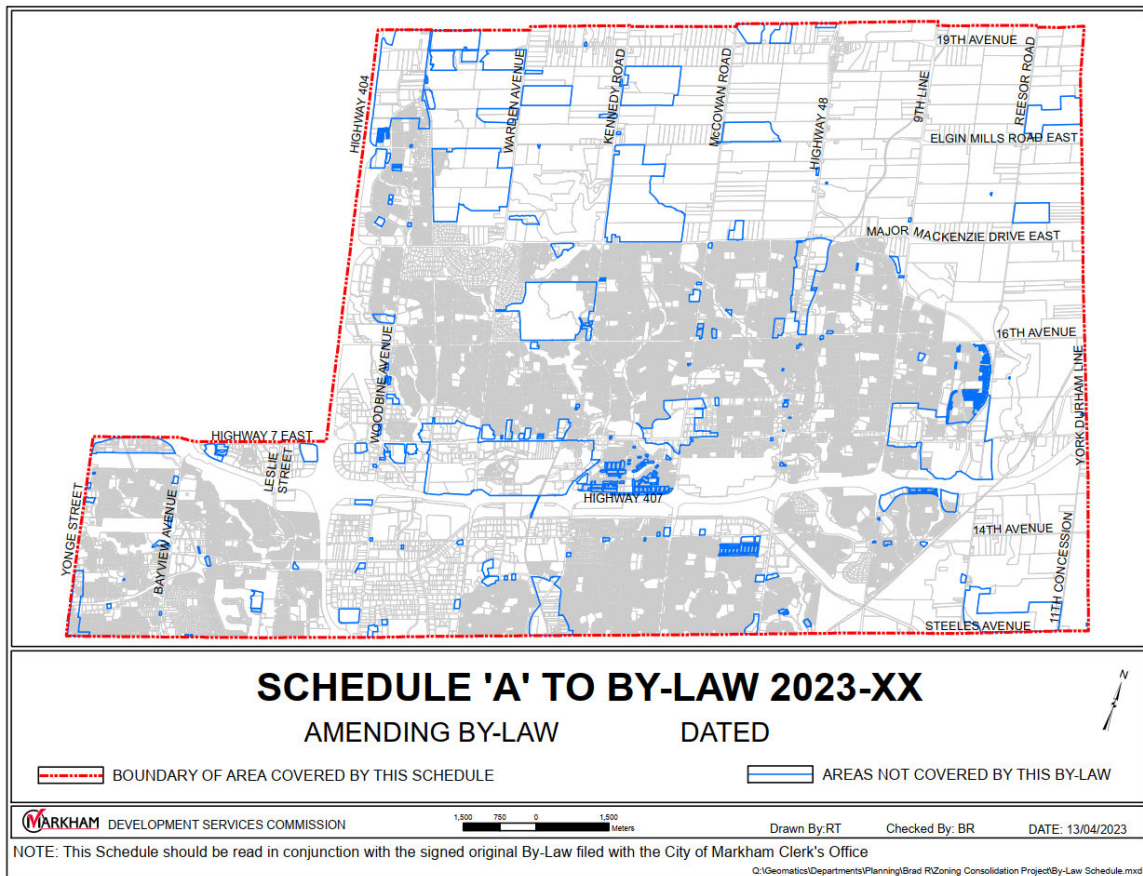 19TH AVENUE
HIGHWAY 404
WARDEN AVENUE
KENNEDY ROAD
McCOWAN ROAD
HIGHWAY 48
9TH LINE
REESOR ROAD
ELGIN MILLS ROAD EAST
MAJOR MACKENZIE DRIVE EAST
16TH AVENUE
WOODBINE AVENUE
YORK DURHAM LINE
HIGHWAY 7 EAST
LESLIE
STREET
YONGE STREET
BAYVIEW AVENUE
HIGHWAY 407
14TH AVENUE
11TH CONCESSION
STEELES AVENUE
SCHEDULE 'A' TO BY-LAW 2023-XX
AMENDING BY-LAW DATED
N
BOUNDARY OF AREA COVERED BY THIS SCHEDULE
AREAS NOT COVERED BY THIS BY-LAW
MARKHAM DEVELOPMENT SERVICES COMMISSION
1,500 750 0 1,500
Meters
Drawn By:RT Checked By: BR DATE: 13/04/2023
NOTE: This Schedule should be read in conjunction with the signed original By-Law filed with the City of Markham Clerk's Office
Q:\Geomatics\Departments\Planning\Brad R\Zoning Consolidation Project\By-Law Schedule.mxd